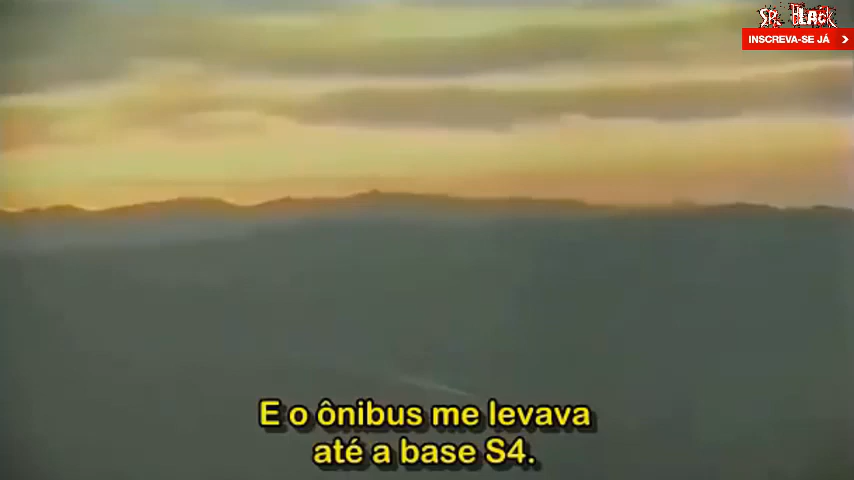 SR. BLACK
INSCREVA-SE JÁ
E o ônibus me levava
até a base S4.